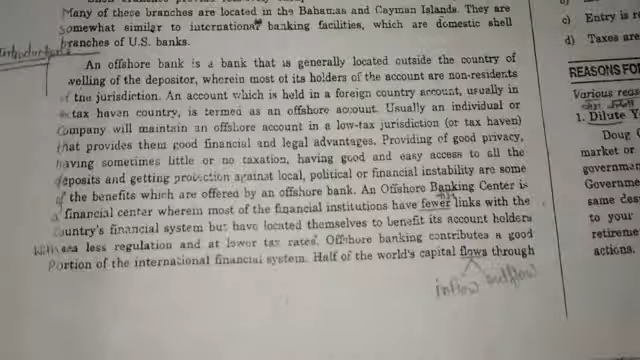 Many of these branches are located in the Bahamas and Cayman Islands. They are
somewhat similar to international banking facilities, which are domestic shell
branches of U.S. banks.
An offshore bank is a bank that is generally located outside the country of
welling of the depositor, wherein most of its holders of the account are non-residents
of the jurisdiction. An account which is held in a foreign country account, usually in
tax haven country, is termed as an offshore account. Usually an individual or
Company will maintain an offshore account in a low-tax jurisdiction (or tax haven)
that provides them good financial and legal advantages. Providing of good privacy,
having sometimes little or no taxation, having good and easy access to all the
deposits and getting protection against local, political or financial instability are some
of the benefits which are offered by an offshore bank. An Offshore Banking Center is
a financial center wherein most of the financial institutions have fewer links with the
country's financial system but have located themselves to benefit its account holders
less regulation and at lower tax rates. Offshore banking contributes a good
Portion of the international financial system. Half of the world's capital flows through
inflow outflow
c) Entry is
d) Taxes are
REASONS FOR
Various reas
1. Dilute Y
Doug
market or
governmen
Governme
same des
to your
retireme
actions.